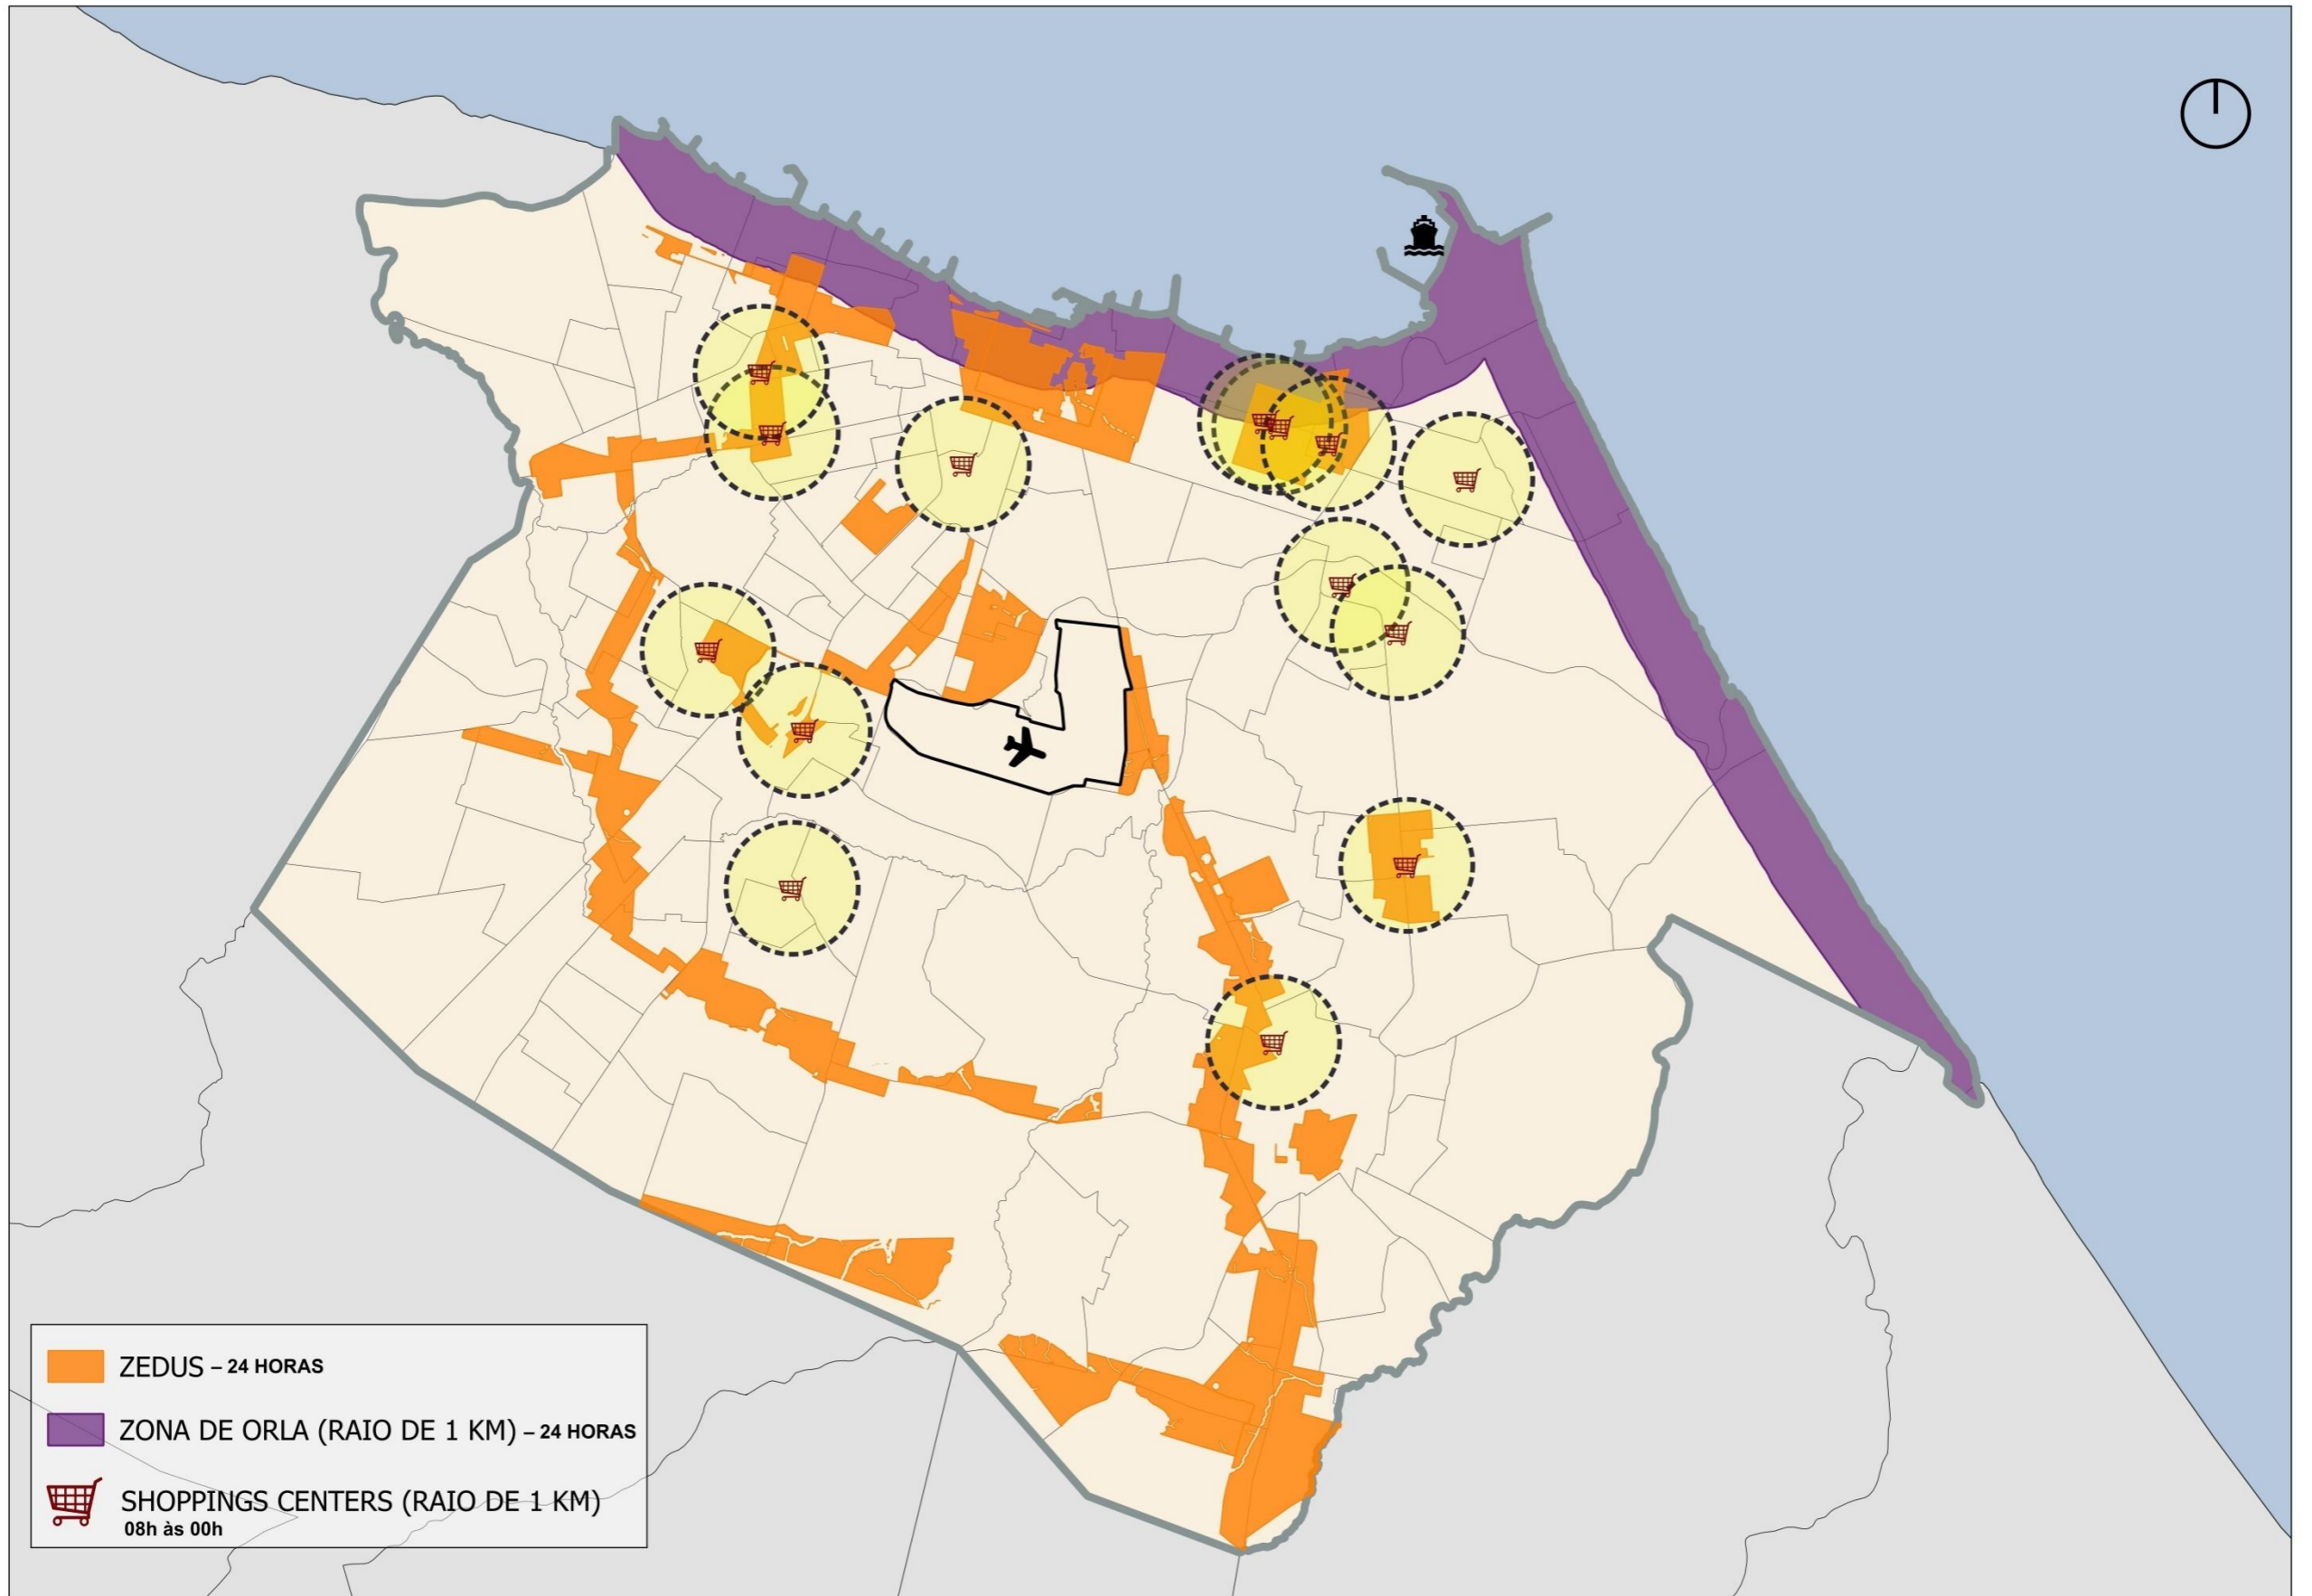 ZEDUS – 24 HORAS
ZONA DE ORLA (RAIO DE 1 KM) – 24 HORAS
SHOPPINGS CENTERS (RAIO DE 1 KM)
08h às 00h